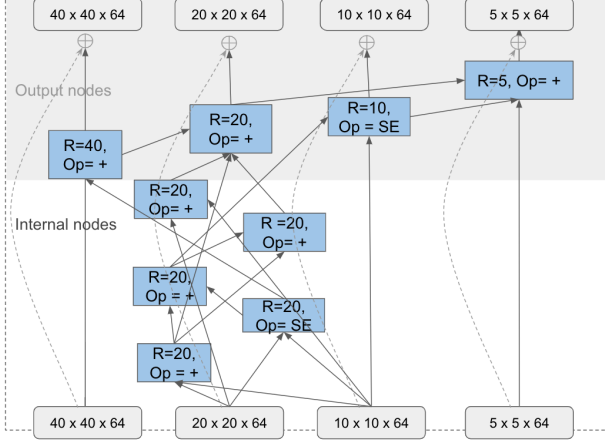 40 x 40 x 64
20 x 20 x 64
10 x 10 x 64
5 x 5 x 64
R=5, Op= +
Output nodes
R=20,
Op= +
R=10,
Op = SE
R=40,
Op= +
R=20,
Op= +
Internal nodes
R =20,
Op= +
R=20,
Op = +
R=20,
Op= SE
R=20,
Op = +
40 x 40 x 64
20 x 20 x 64
10 x 10 x 64
5 x 5 x 64